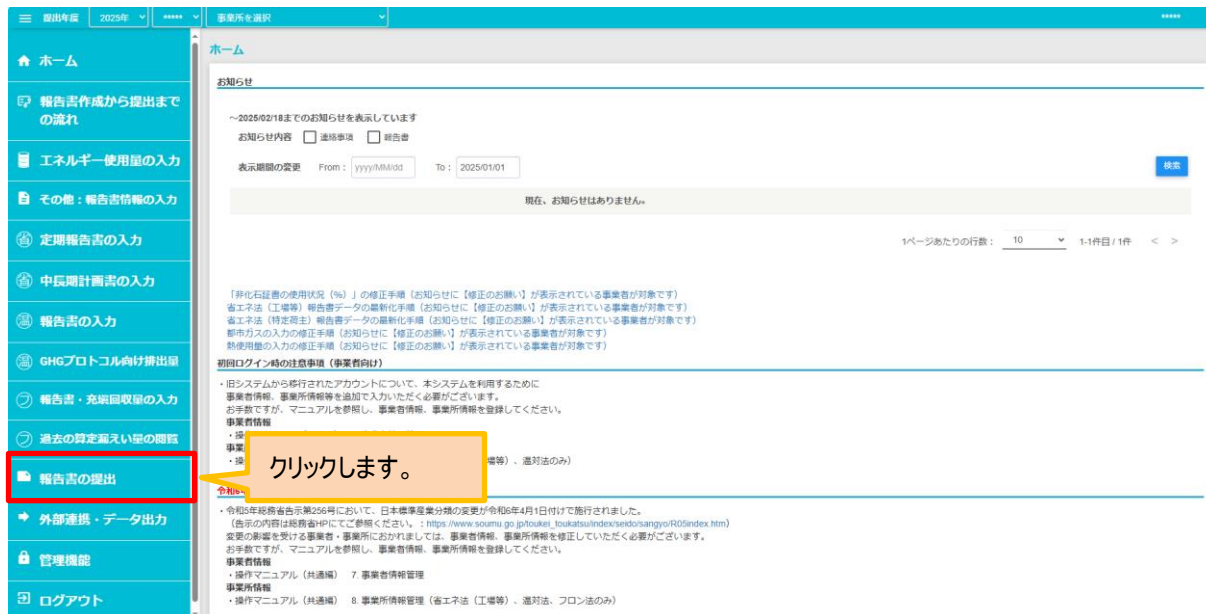 提出年度 2025年 ***** 事業所を選択 *****
ホーム
報告書作成から提出まで
の流れ
エネルギー使用量の入力
その他：報告書情報の入力
定期報告書の入力
中長期計画書の入力
報告書の入力
GHGプロトコル向け排出量
報告書・充填回収量の入力
過去の算定漏えい量の閲覧
報告書の提出
外部連携・データ出力
管理機能
ログアウト
ホーム
お知らせ
～2025/02/18までのお知らせを表示しています
お知らせ内容 連絡事項 報告書
表示期間の変更 From： yyyy/MM/dd To： 2025/01/01 検索
現在、お知らせはありません。
1ページあたりの行数： 10 1-1件目 / 1件 < >
「非化石証書の使用状況（%）」の修正手順（お知らせに【修正のお願い】が表示されている事業者が対象です）
省エネ法（工場等）報告書データの最新化手順（お知らせに【修正のお願い】が表示されている事業者が対象です）
省エネ法（特定荷主）報告書データの最新化手順（お知らせに【修正のお願い】が表示されている事業者が対象です）
都市ガスの入力の修正手順（お知らせに【修正のお願い】が表示されている事業者が対象です）
熱使用量の入力の修正手順（お知らせに【修正のお願い】が表示されている事業者が対象です）
初回ログイン時の注意事項（事業者向け）
・旧システムから移行されたアカウントについて、本システムを利用するために
事業者情報、事業所情報等を追加で入力いただく必要がございます。
お手数ですが、マニュアルを参照し、事業者情報、事業所情報を登録してください。
事業者情報
・操
事業
・操 場等）、温対法のみ）
クリックします。
令和6年
・令和5年総務省告示第256号において、日本標準産業分類の変更が令和6年4月1日付けで施行されました。
（告示の内容は総務省HPにてご参照ください。：https://www.soumu.go.jp/toukei_toukatsu/index/seido/sangyo/R05index.htm）
変更の影響を受ける事業者・事業所におかれましては、事業者情報、事業所情報を修正していただく必要がございます。
お手数ですが、マニュアルを参照し、事業者情報、事業所情報を登録してください。
事業者情報
・操作マニュアル（共通編） 7. 事業者情報管理
事業所情報
・操作マニュアル（共通編） 8. 事業所情報管理（省エネ法（工場等）、温対法、フロン法のみ）